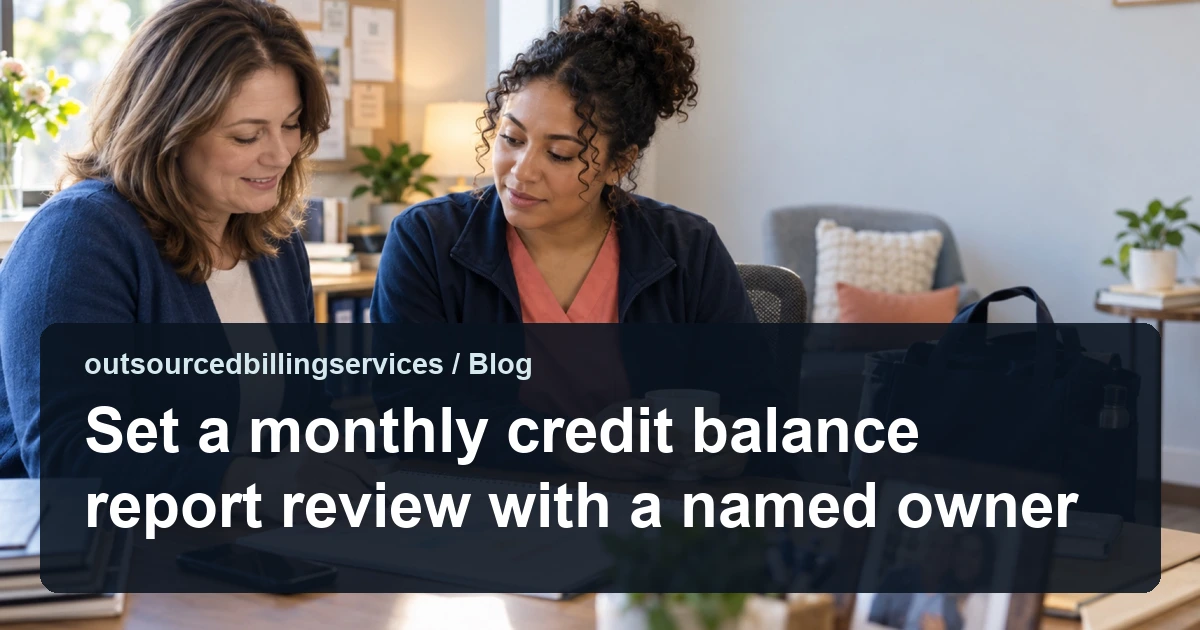 outsourcedbillingservices / Blog
Set a monthly credit balance
report review with a named owner